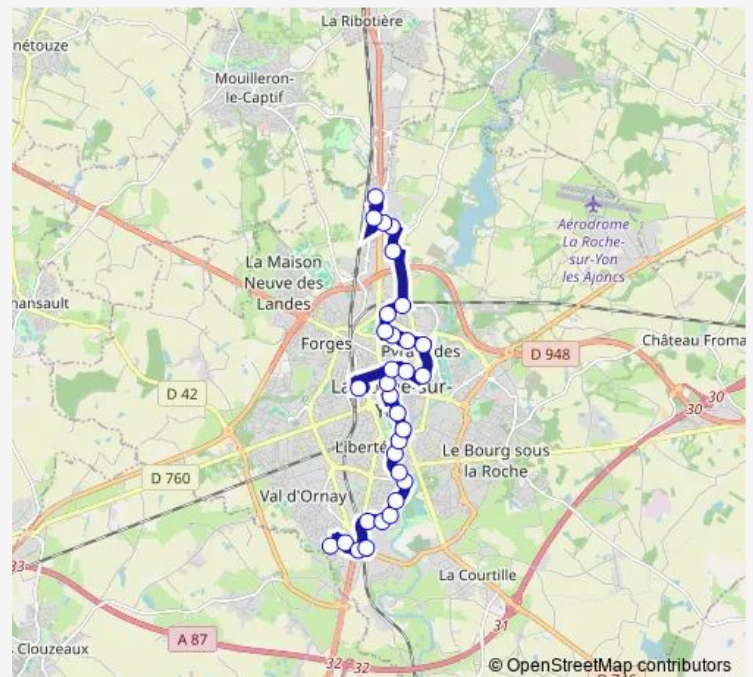 La Ribotière
nétouze
Mouilleron-
le-Captif
Aérodrome
La Roche-
sur-Yon
les Ajoncs
La Maison
Neuve des
Landes
nansault
Forges
D 948
Château Froma
D 42
30
30
Liberté
Le Bourg sous
la Roche
D 760
Val d'Ornay
La Courtille
33
31
A 87
Clouzeaux
32
32
© OpenStreetMap contributors